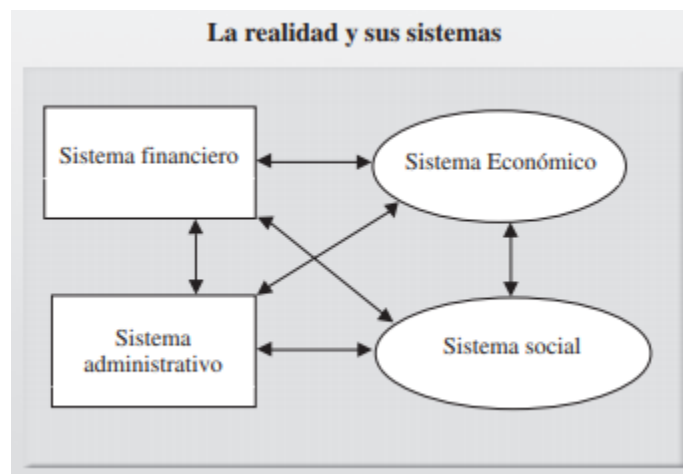 La realidad y sus sistemas
Sistema financiero
Sistema Económico
Sistema
administrativo
Sistema social